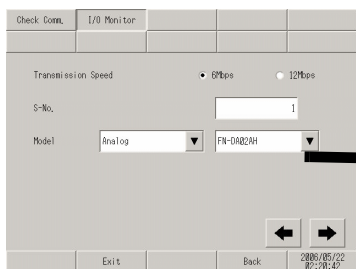 Check Comm. I/O Monitor
Transmission Speed 6Mbps 12Mbps
S-No. 1
Model Analog FN-DA02AH
Exit Back 2006/05/22
02:20:42